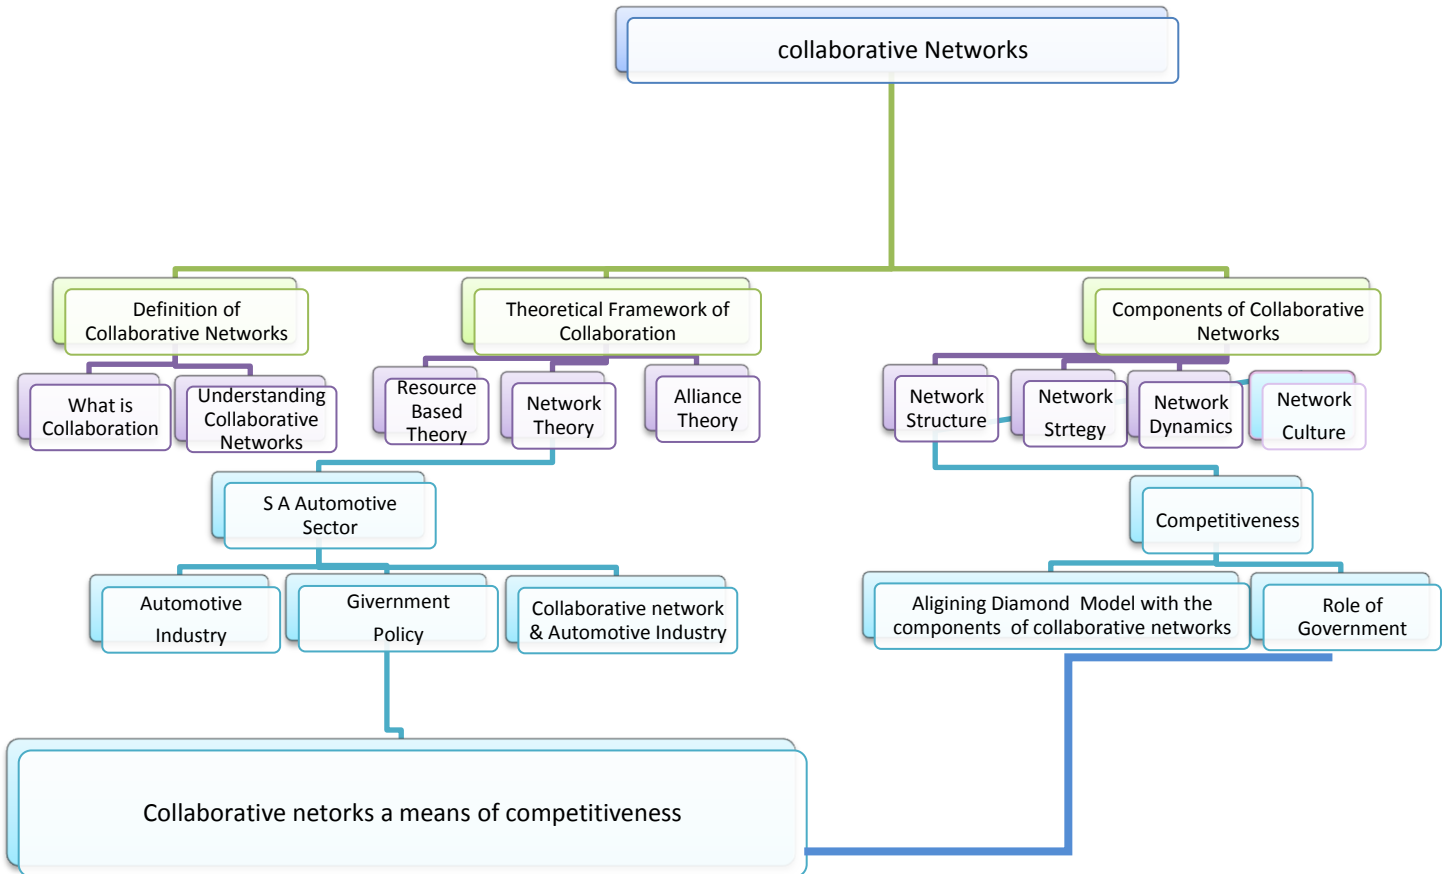 collaborative Networks
Definition of
Collaborative Networks
Theoretical Framework of
Collaboration
Components of Collaborative
Networks
What is
Collaboration
Understanding
Collaborative
Networks
Resource
Based
Theory
Network
Theory
Alliance
Theory
Network
Structure
Network
Strtegy
Network
Dynamics
Network
Culture
S A Automotive
Sector
Competitiveness
Automotive
Industry
Givernment
Policy
Collaborative network
& Automotive Industry
Aligining Diamond Model with the
components of collaborative networks
Role of
Government
Collaborative netorks a means of competitiveness